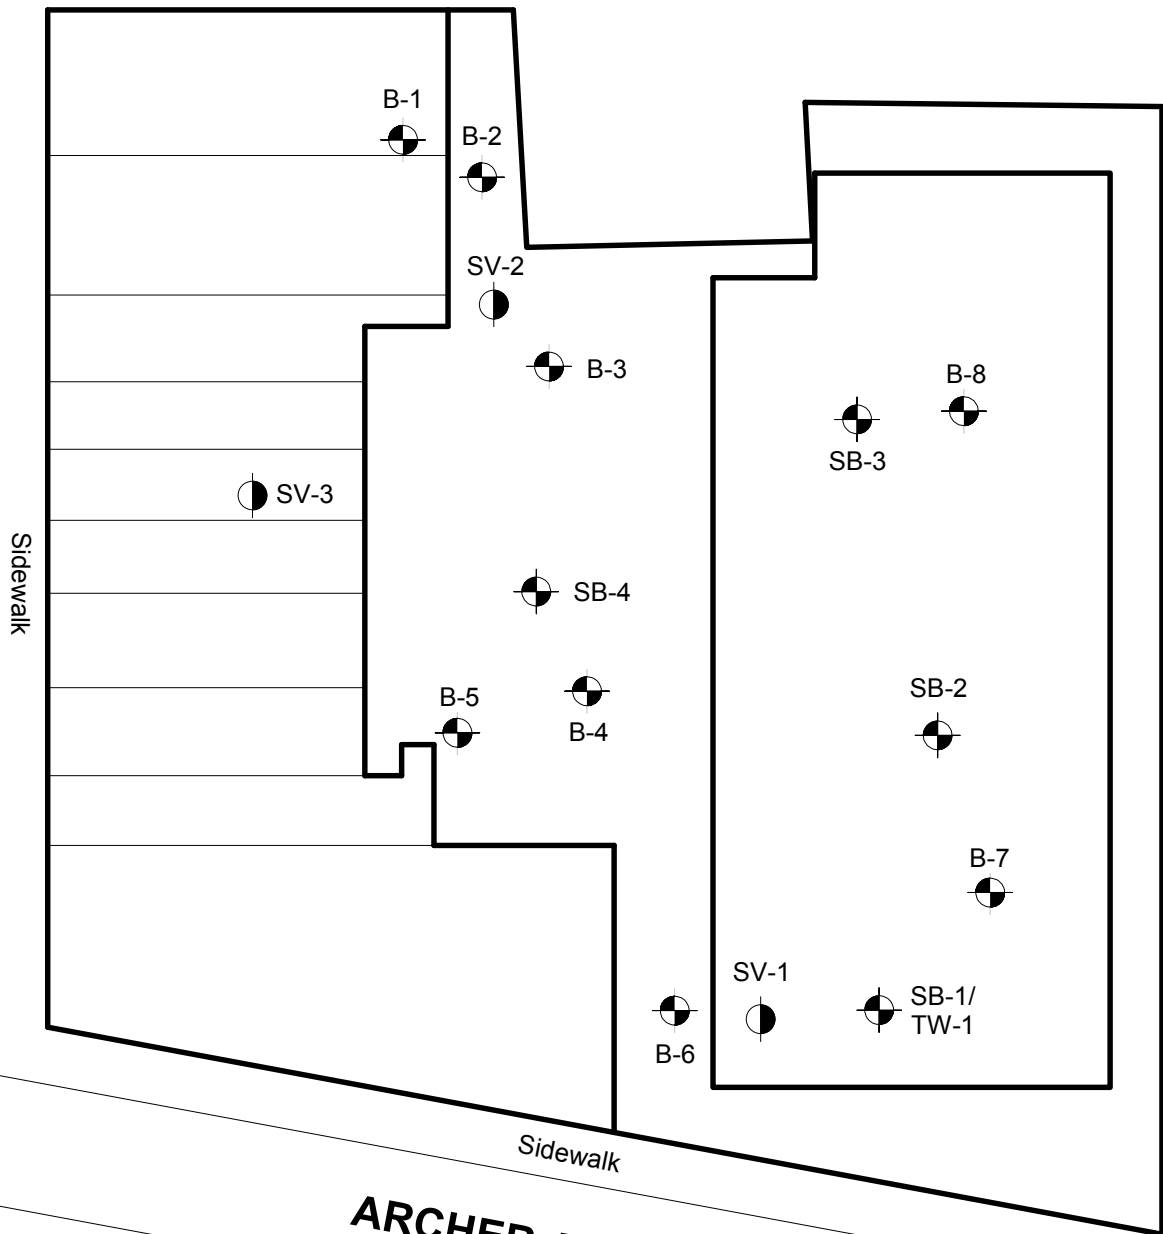 B-1
B-2
SV-2
B-3
B-8
SB-3
SV-3
Sidewalk
SB-4
B-5
B-4
SB-2
B-7
SV-1
SB-1/
TW-1
B-6
Sidewalk
ARCHER